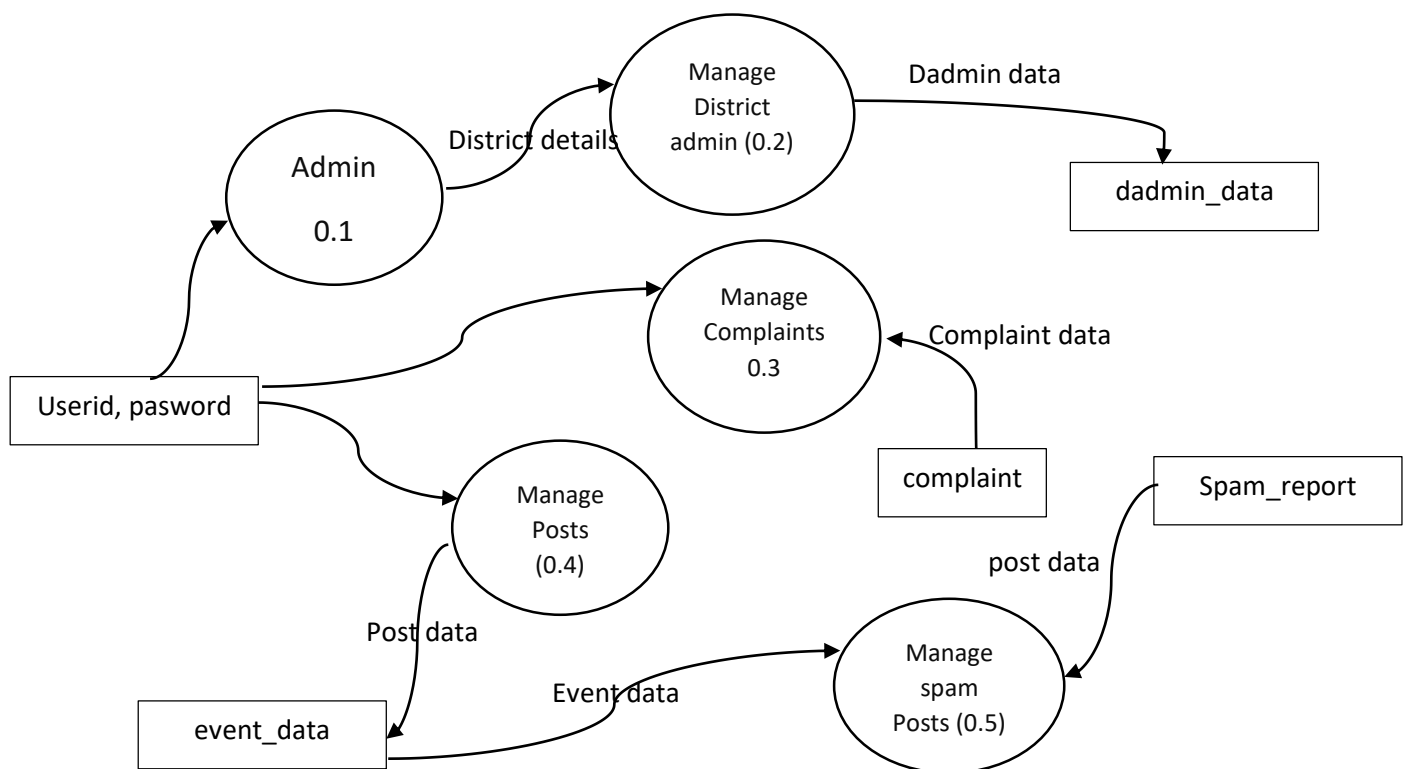 Manage
District
admin (0.2)
Dadmin data
District details
Admin
0.1
dadmin_data
Manage
Complaints
0.3
Complaint data
Userid, pasword
complaint
Spam_report
Manage
Posts
(0.4)
post data
Post data
Manage
spam
Posts (0.5)
Event data
event_data